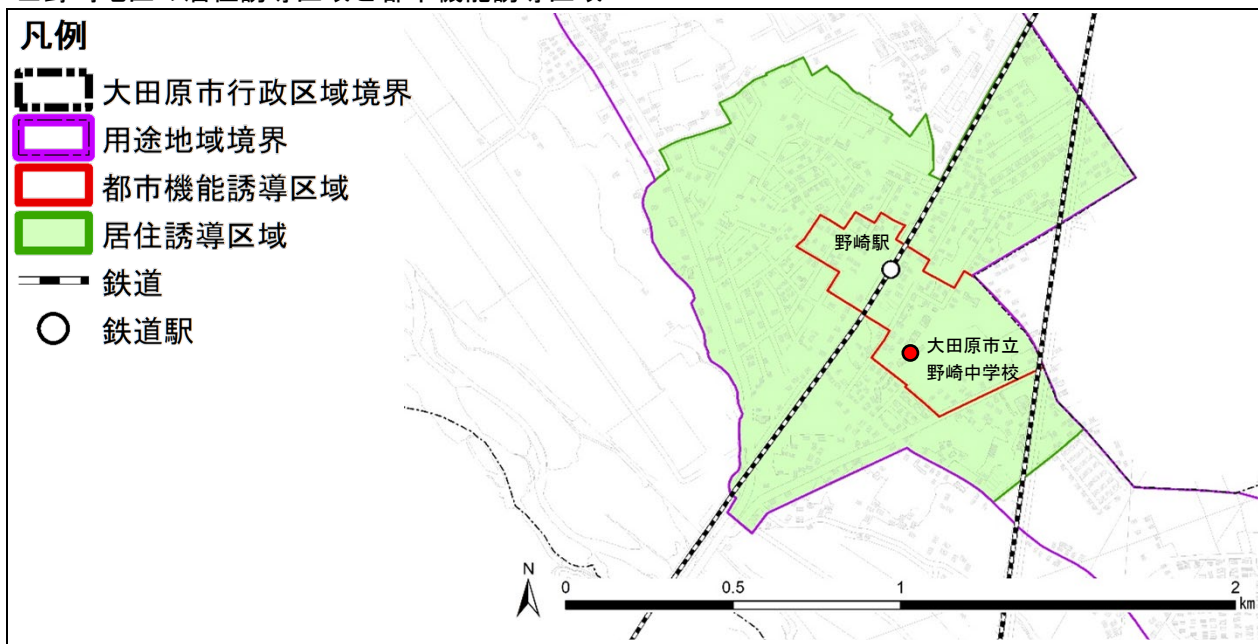 凡例
大田原市行政区域境界
用途地域境界
都市機能誘導区域
居住誘導区域
鉄道
鉄道駅
野崎駅
大田原市立
野崎中学校
N
0 0.5 1 2
km